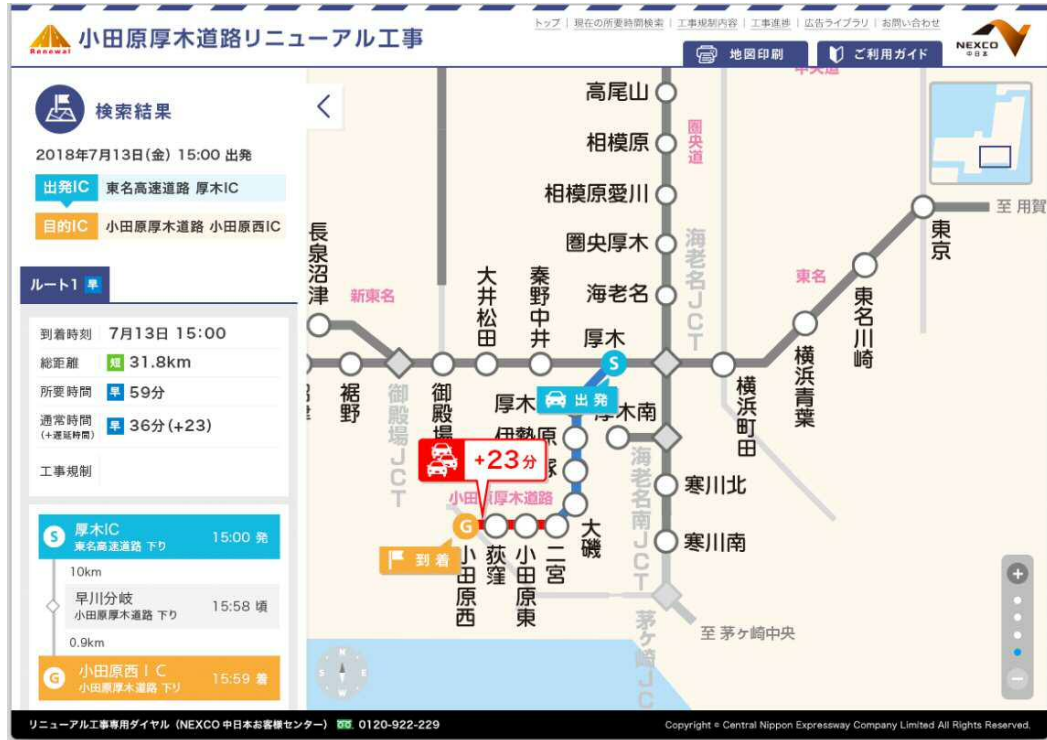 トップ | 現在の所要時間検索 | 工事規制内容 | 工事進捗 | 広告ライブラリ | お問い合わせ
Renewal
小田原厚木道路リニューアル工事
地図印刷
ご利用ガイド
NEXCO
中日本
検索結果
2018年7月13日(金) 15:00 出発
出発IC 東名高速道路 厚木IC
目的IC 小田原厚木道路 小田原西IC
ルート1 早
到着時刻 7月13日 15:00
総距離 短 31.8km
所要時間 早 59分
通常時間 早 36分(+23)
(+遅延時間)
工事規制
S 厚木IC 15:00 発
東名高速道路 下り
10km
早川分岐 15:58 頃
小田原厚木道路 下り
0.9km
G 小田原西IC 15:59 着
小田原厚木道路 下り
高尾山
相模原
圏央道
相模原愛川
圏央厚木
海老名
海老名JCT
至 用賀
東京
東名
東名川崎
横浜青葉
横浜町田
長泉沼津
新東名
大井松田
秦野中井
厚木
S
裾野
御殿場JCT
御殿場
厚木
出発
木南
伊勢原
+23分
小田原厚木道路
G
到着
小田原西
荻窪
小田原東
二宮
大磯
海老名南JCT
寒川北
寒川南
至 茅ヶ崎中央
茅ヶ崎JC
N
W
E
S
リニューアル工事専用ダイヤル（NEXCO 中日本お客様センター） 0120-922-229
Copyright © Central Nippon Expressway Company Limited All Rights Reserved.